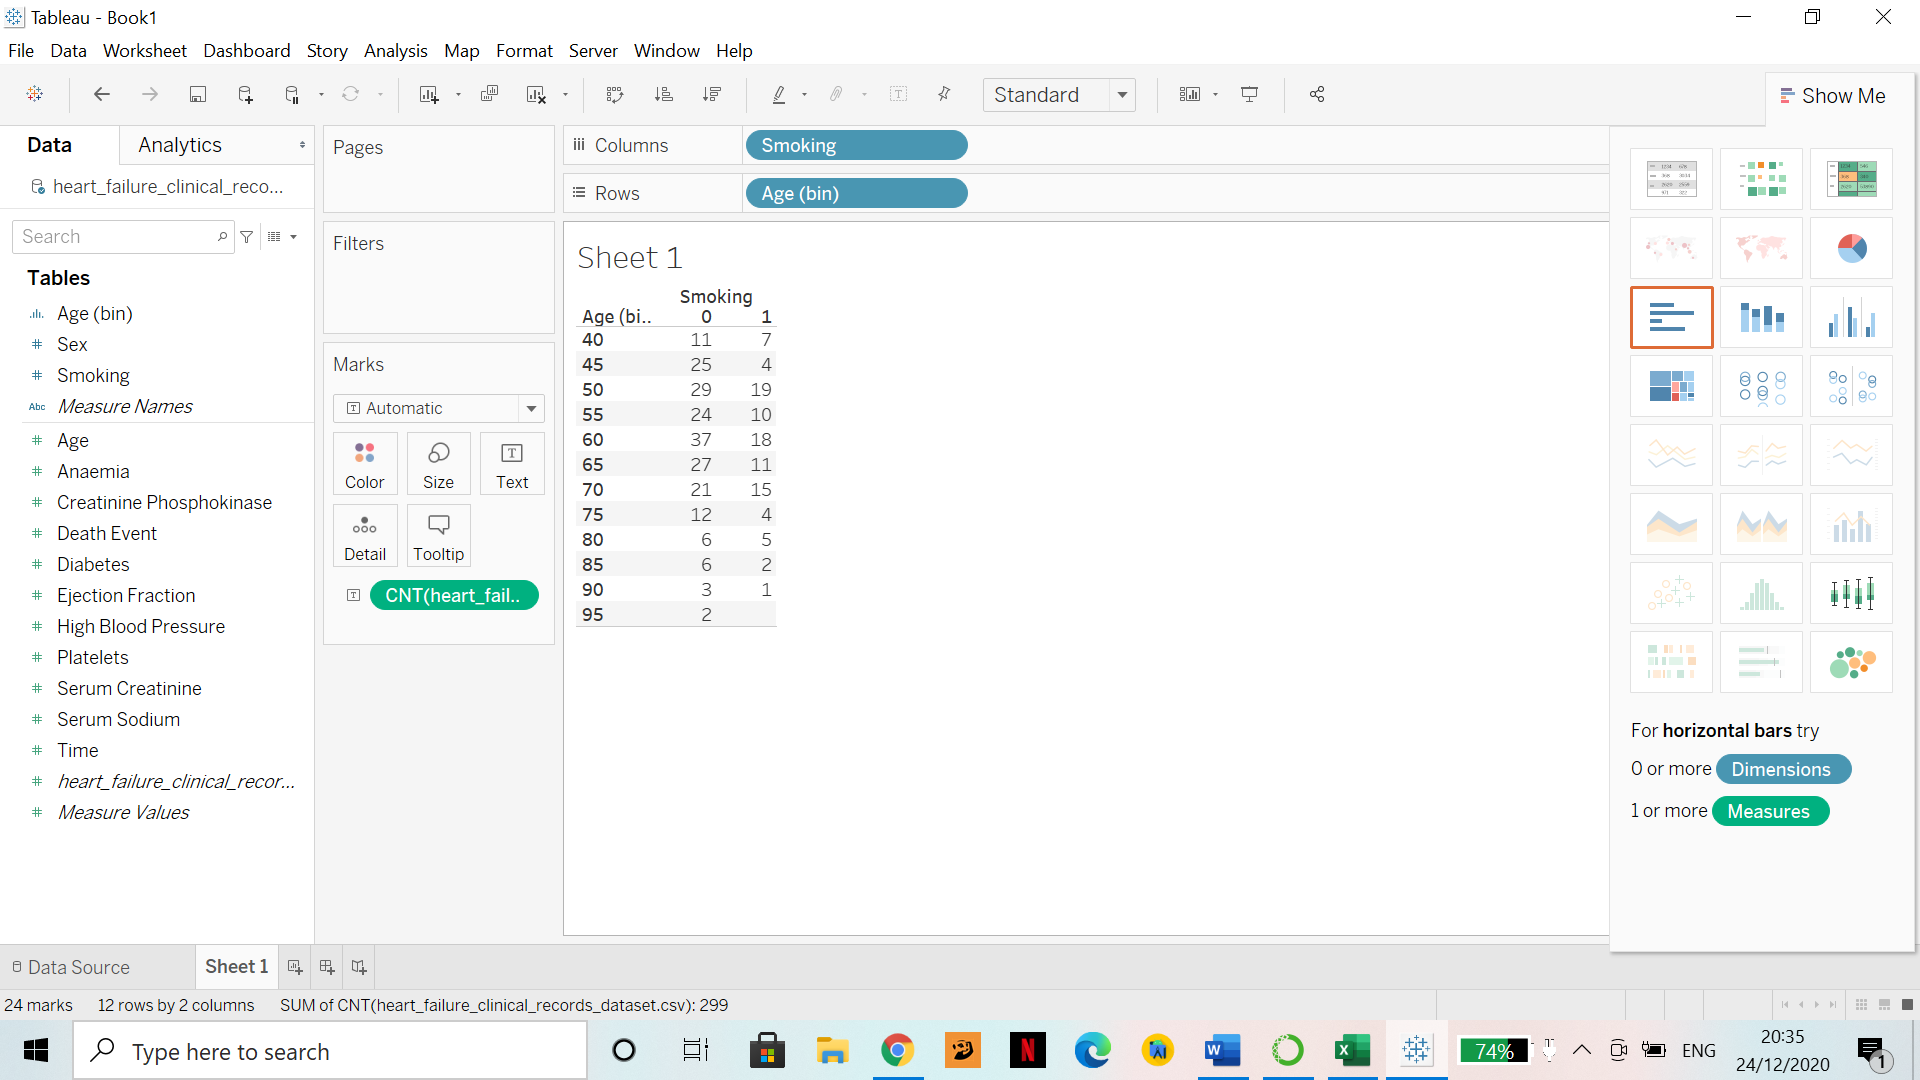 Tableau - Book1
File Data Worksheet Dashboard Story Analysis Map Format Server Window Help
Standard
Show Me
Data
Analytics
heart_failure_clinical_reco...
Search
Tables
Age (bin)
Sex
Smoking
Abc Measure Names
Age
Anaemia
Creatinine Phosphokinase
Death Event
Diabetes
Ejection Fraction
High Blood Pressure
Platelets
Serum Creatinine
Serum Sodium
Time
heart_failure_clinical_recor...
Measure Values
Pages
Filters
Marks
Automatic
Color Size Text
Detail Tooltip
CNT(heart_fail..
Columns Smoking
Rows Age (bin)
Sheet 1
Smoking
Age (bi.. 0 1
40 11 7
45 25 4
50 29 19
55 24 10
60 37 18
65 27 11
70 21 15
75 12 4
80 6 5
85 6 2
90 3 1
95 2
For horizontal bars try
0 or more Dimensions
1 or more Measures
Data Source
Sheet 1
24 marks 12 rows by 2 columns SUM of CNT(heart_failure_clinical_records_dataset.csv): 299
Type here to search
74%
ENG
20:35
24/12/2020
1